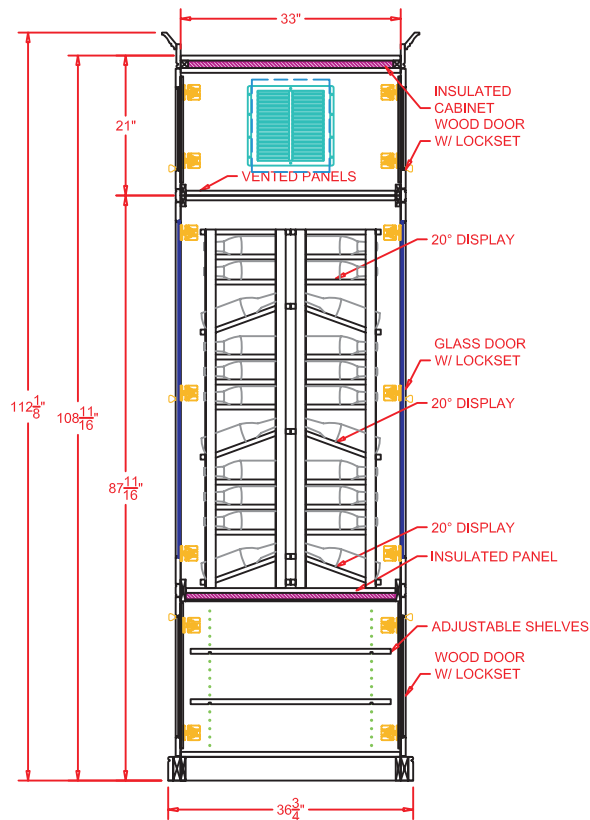 33"
INSULATED
CABINET
WOOD DOOR
W/ LOCKSET
21"
VENTED PANELS
20° DISPLAY
GLASS DOOR
W/ LOCKSET
112 1/8"
108 11/16"
20° DISPLAY
87 11/16"
20° DISPLAY
INSULATED PANEL
ADJUSTABLE SHELVES
WOOD DOOR
W/ LOCKSET
36 3/4"